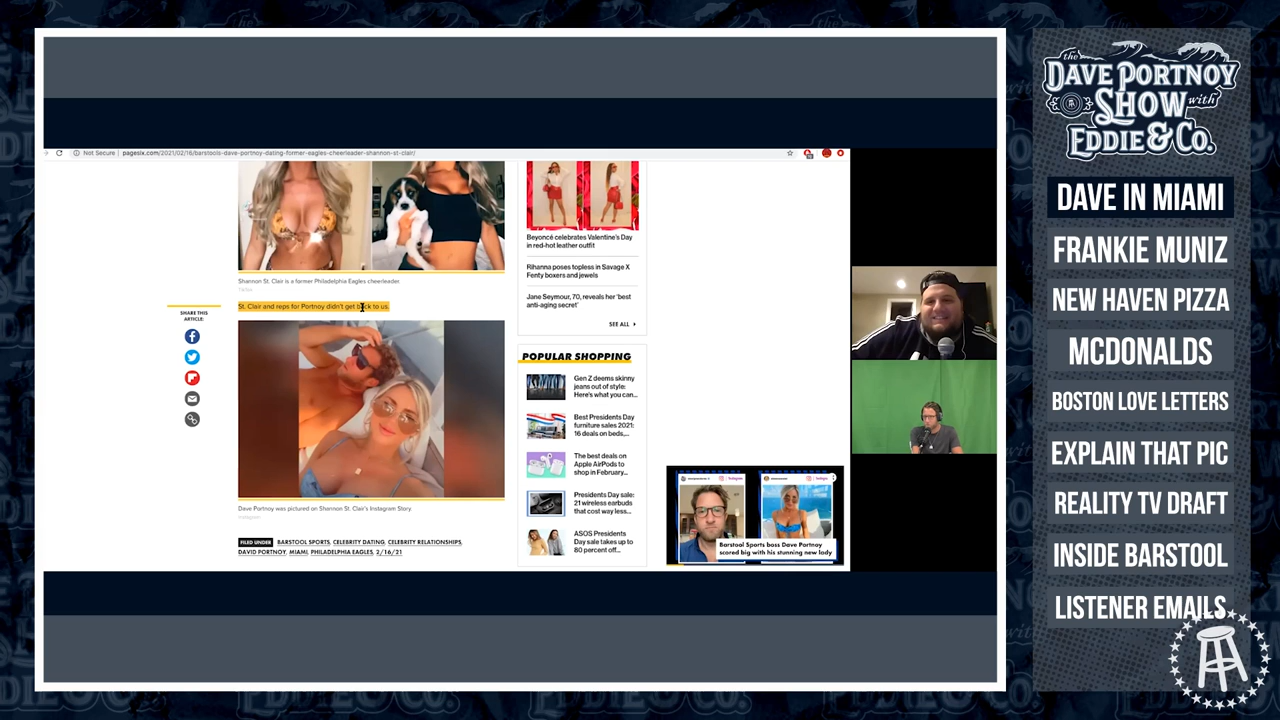 Not Secure | pagesix.com/2021/02/16/barstools-dave-portnoy-dating-former-eagles-cheerleader-shannon-st-clair/
Shannon St. Clair is a former Philadelphia Eagles cheerleader.
St. Clair and reps for Portnoy didn't get back to us.
SHARE THIS
ARTICLE:
Dave Portnoy was pictured on Shannon St. Clair's Instagram Story.
Instagram
FILED UNDER BARSTOOL SPORTS, CELEBRITY DATING, CELEBRITY RELATIONSHIPS,
DAVID PORTNOY, MIAMI, PHILADELPHIA EAGLES, 2/16/21
Beyoncé celebrates Valentine's Day
in red-hot leather outfit
Rihanna poses topless in Savage X
Fenty boxers and jewels
Jane Seymour, 70, reveals her 'best
anti-aging secret'
SEE ALL
POPULAR SHOPPING
Gen Z deems skinny
jeans out of style:
Here's what you can...
Best Presidents Day
furniture sales 2021:
16 deals on beds,...
The best deals on
Apple AirPods to
shop in February...
Presidents Day sale:
21 wireless earbuds
that cost way less...
ASOS Presidents
Day sale takes up to
80 percent off...
Instagram
Instagram
Barstool Sports boss Dave Portnoy
scored big with his stunning new lady
the
DAVE PORTNOY
SHOW with
EDDIE & CO.
DAVE IN MIAMI
FRANKIE MUNIZ
NEW HAVEN PIZZA
MCDONALDS
BOSTON LOVE LETTERS
EXPLAIN THAT PIC
REALITY TV DRAFT
INSIDE BARSTOOL
LISTENER EMAILS